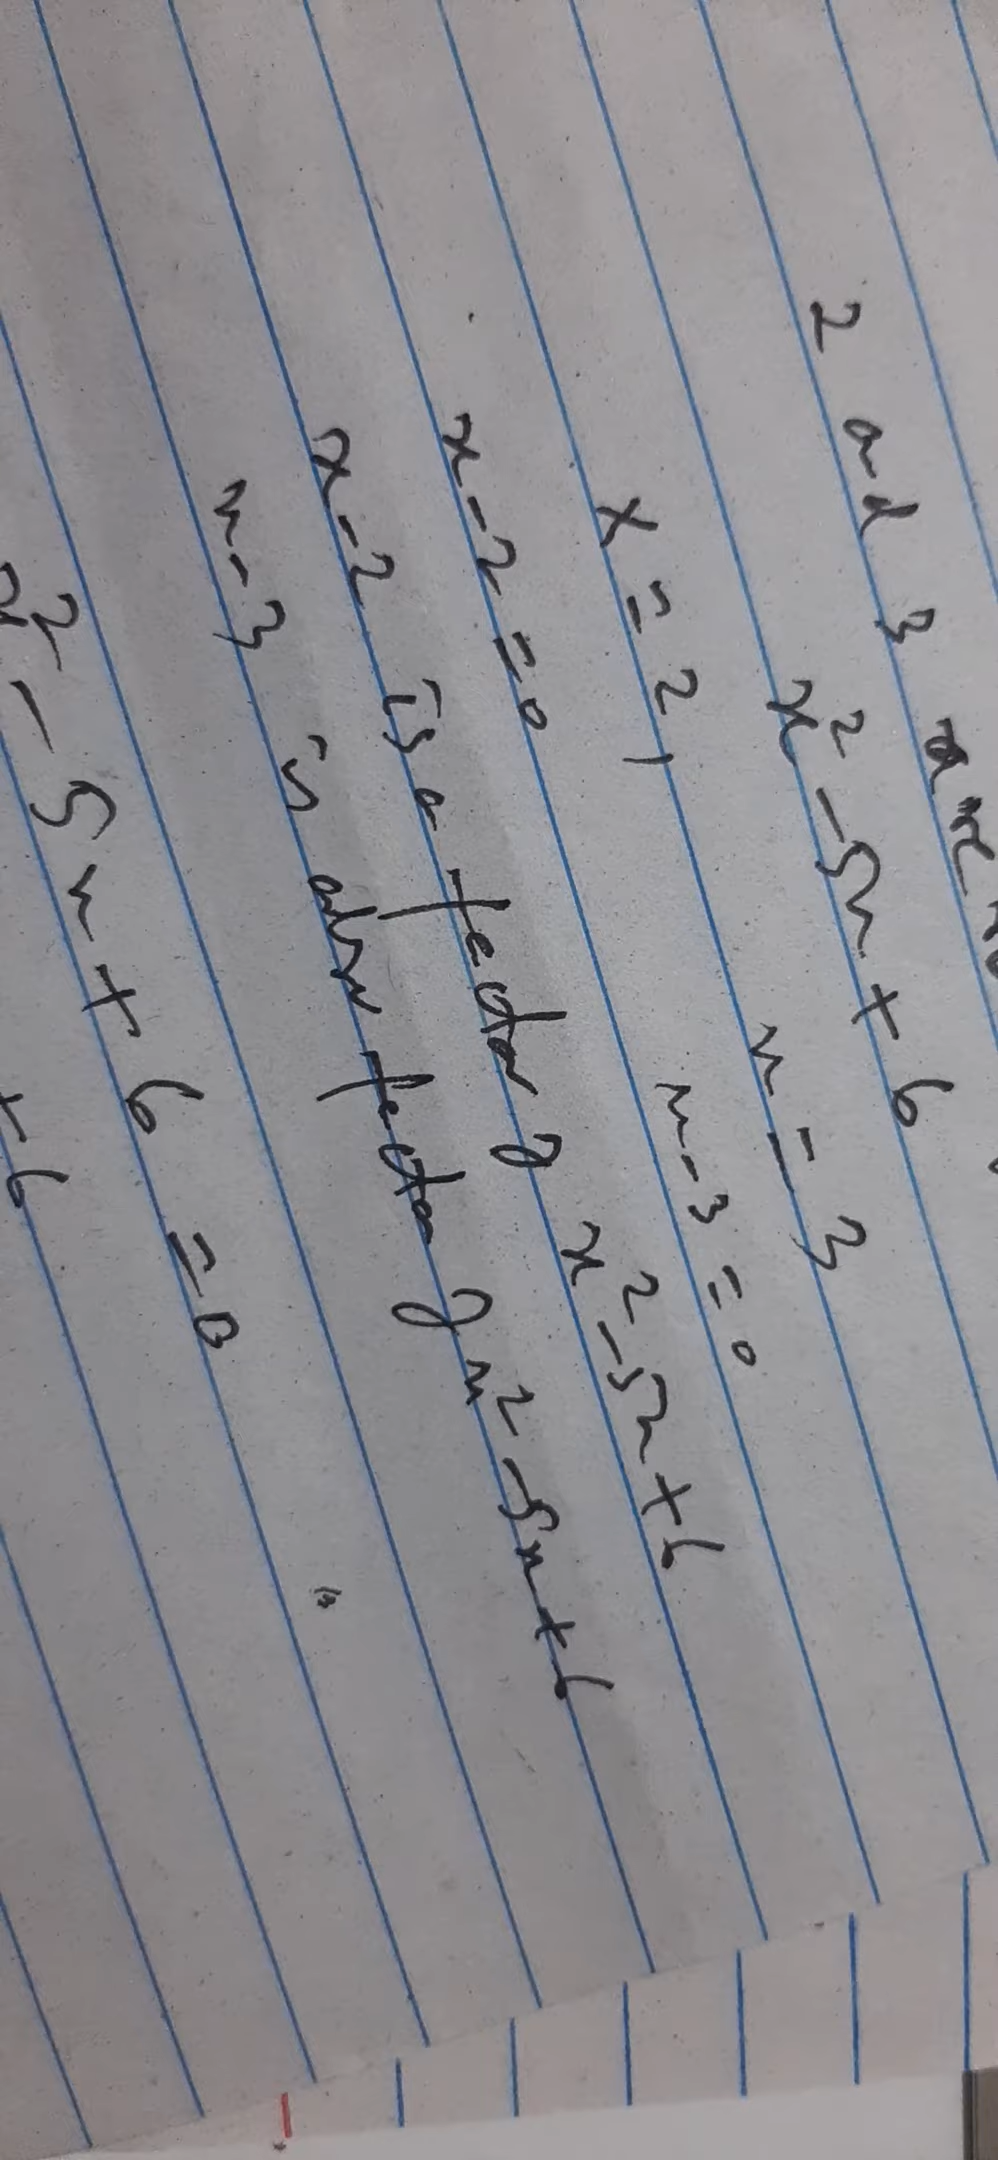 2 and 3 are
x² - 5x + 6
x = 2, x = 3
x - 2 = 0 x - 3 = 0
x - 2 is a factor of x² - 5x + 6
x - 3 is also factor of x² - 5x + 6
x² - 5x + 6 = 0
+ 6